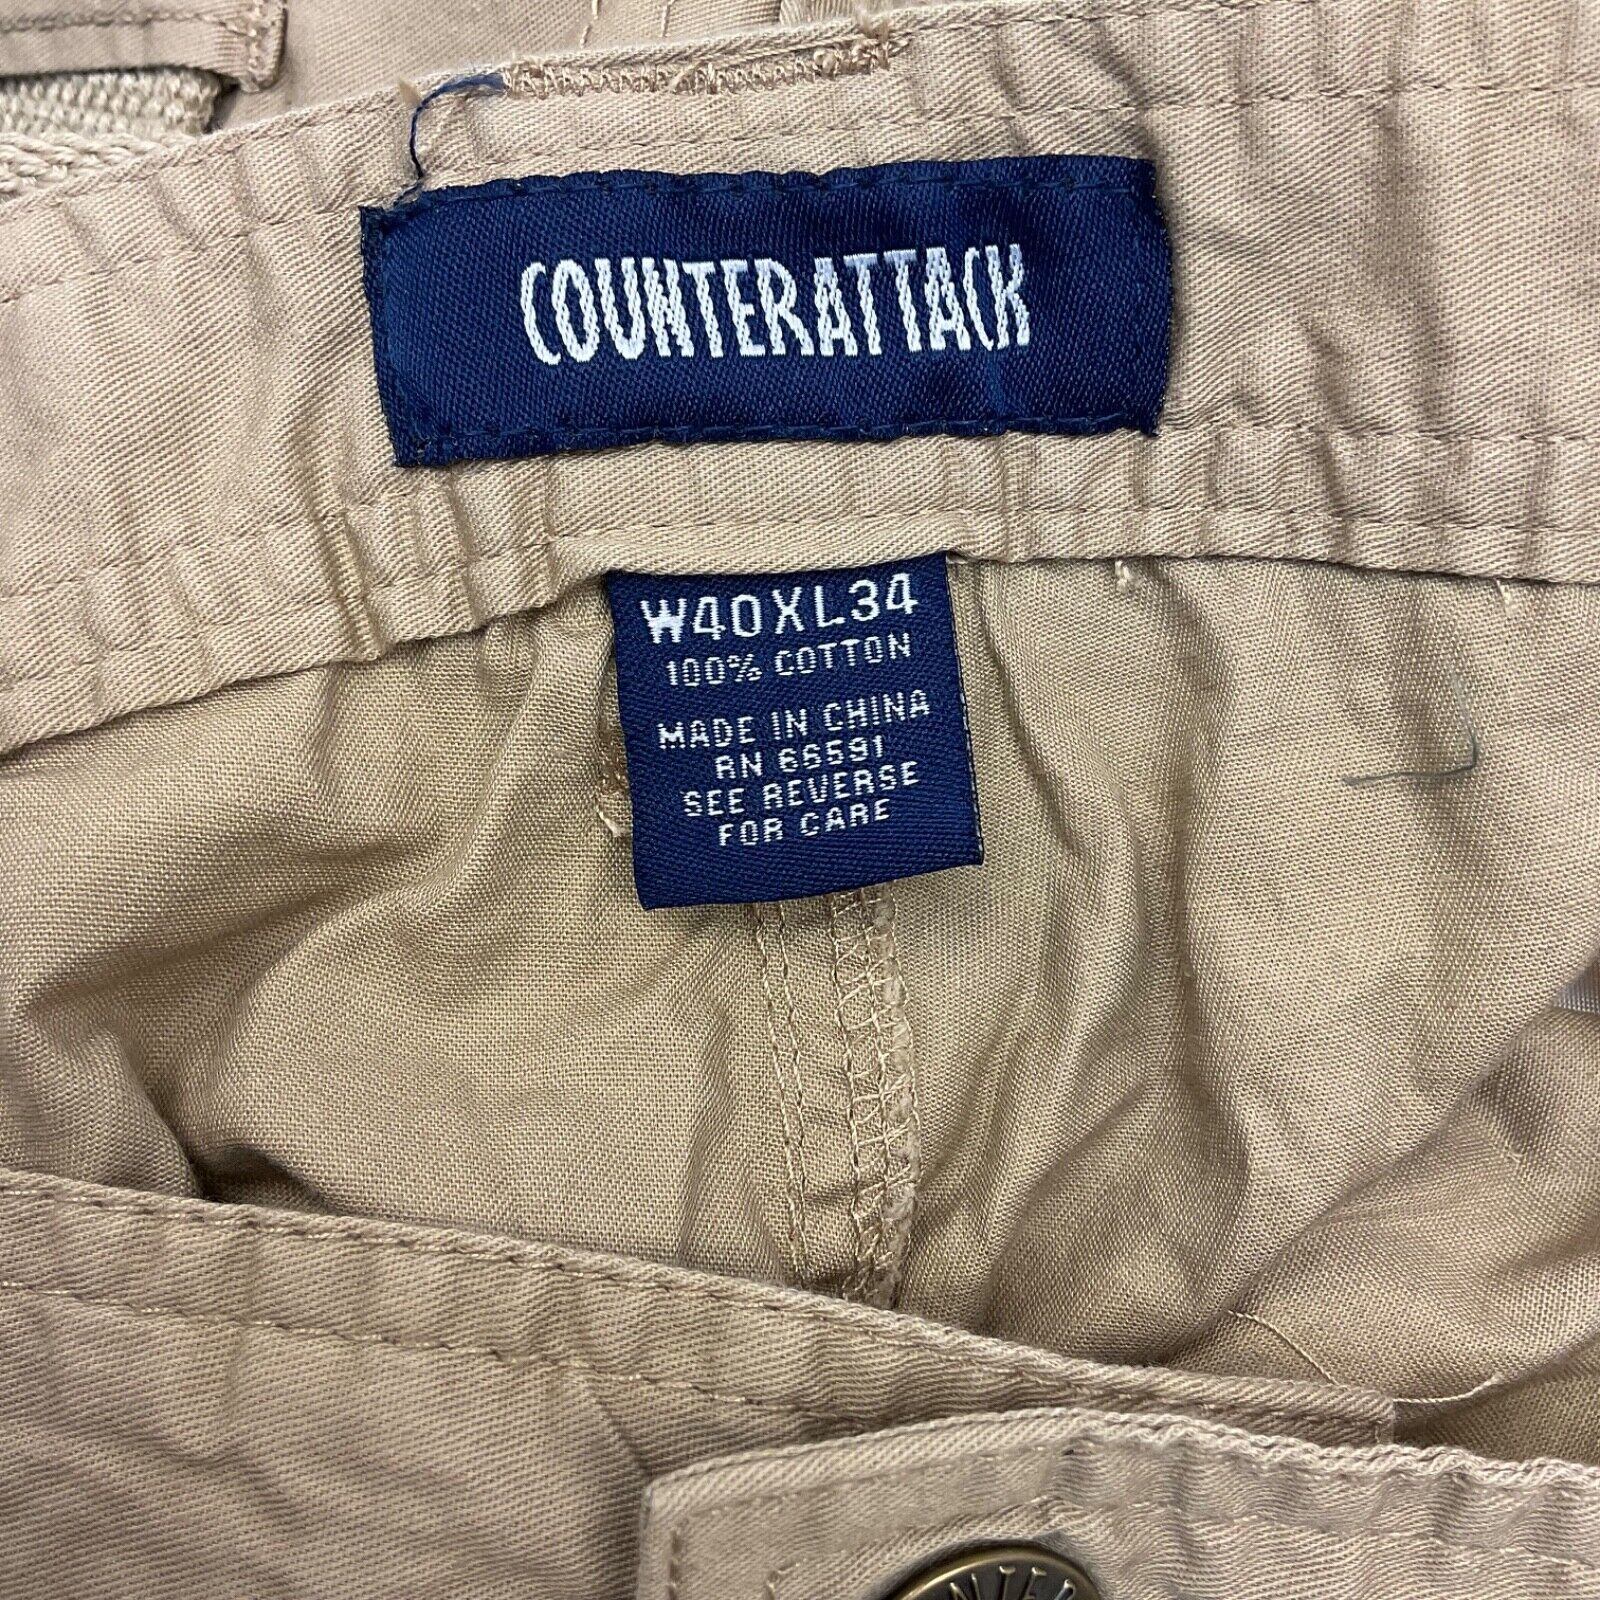 COUNTERATTACK
W40XL34
100% COTTON
MADE IN CHINA
RN 66591
SEE REVERSE
FOR CARE